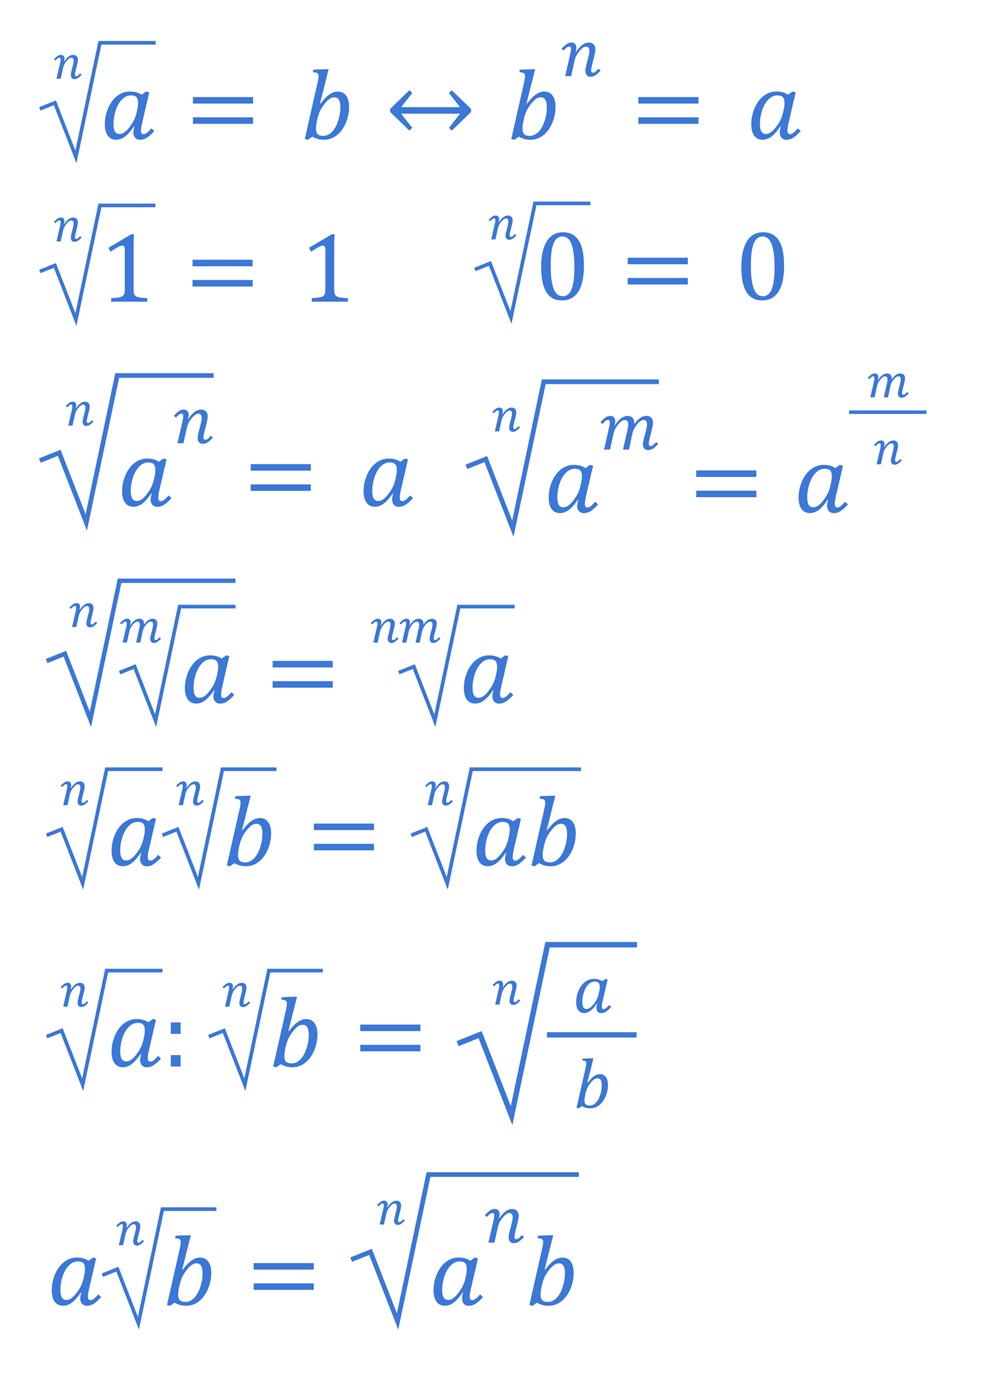 ⁿ√a = b ↔ bⁿ = a
ⁿ√1 = 1 ⁿ√0 = 0
ⁿ√(aⁿ) = a ⁿ√(aᵐ) = a^(m/n)
ⁿ√(ᵐ√a) = ⁿᵐ√a
ⁿ√a ⁿ√b = ⁿ√(ab)
ⁿ√a : ⁿ√b = ⁿ√(a/b)
a ⁿ√b = ⁿ√(aⁿb)